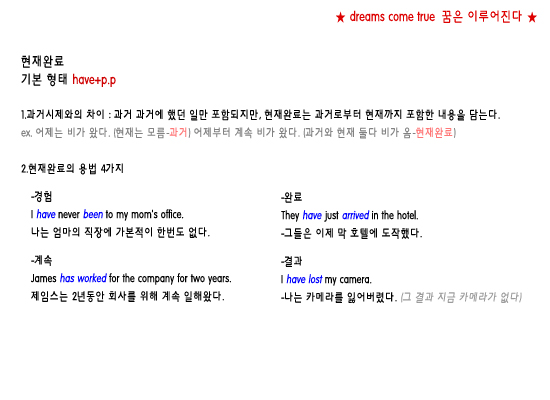 ★ dreams come true 꿈은 이루어진다 ★
현재완료
기본 형태 have+p.p
1.과거시제와의 차이 : 과거 과거에 했던 일만 포함되지만, 현재완료는 과거로부터 현재까지 포함한 내용을 담는다.
ex. 어제는 비가 왔다. (현재는 모름-과거) 어제부터 계속 비가 왔다. (과거와 현재 둘다 비가 옴-현재완료)
2.현재완료의 용법 4가지
-경험
I have never been to my mom's office.
나는 엄마의 직장에 가본적이 한번도 없다.
-완료
They have just arrived in the hotel.
-그들은 이제 막 호텔에 도작했다.
-계속
James has worked for the company for two years.
제임스는 2년동안 회사를 위해 계속 일해왔다.
-결과
I have lost my camera.
-나는 카메라를 잃어버렸다. (그 결과 지금 카메라가 없다)